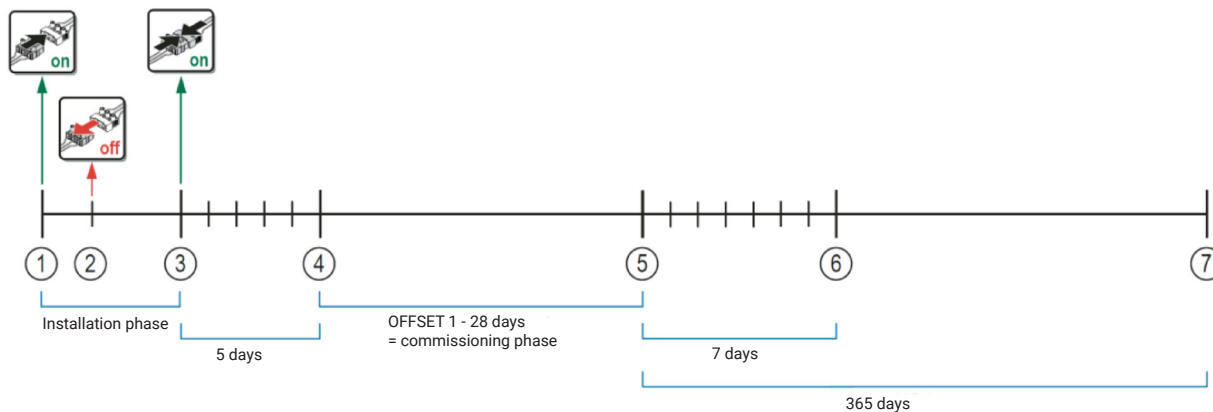 on
on
off
1
2
3
4
5
6
7
Installation phase
OFFSET 1 - 28 days
= commissioning phase
5 days
7 days
365 days